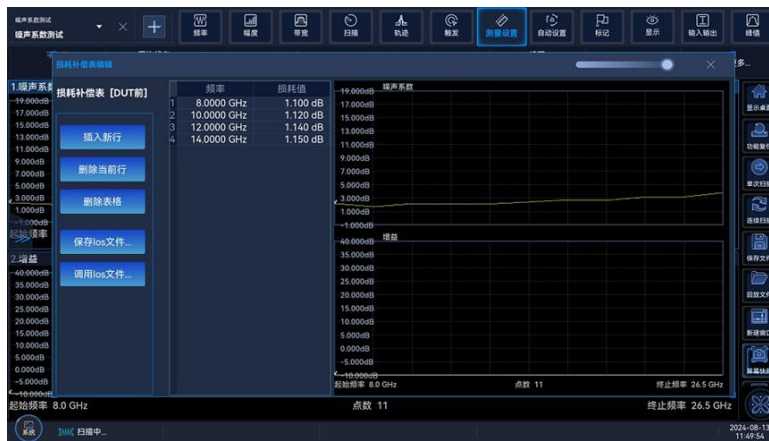 噪声系数测试
噪声系数测试
频率
幅度
带宽
扫描
轨迹
触发
测量设置
自动设置
标记
显示
输入输出
峰值
损耗补偿表编辑
更多...
1.噪声系数
19.000dB
17.000dB
15.000dB
13.000dB
11.000dB
9.000dB
7.000dB
5.000dB
3.000dB
1.000dB
-1.000dB
起始频率
2.增益
40.000dB
35.000dB
30.000dB
25.000dB
20.000dB
15.000dB
10.000dB
5.000dB
0.000dB
-5.000dB
-10.000dB
损耗补偿表 [DUT前]
插入新行
删除当前行
删除表格
保存los文件...
调用los文件...
频率 损耗值
1 8.0000 GHz 1.100 dB
2 10.0000 GHz 1.120 dB
3 12.0000 GHz 1.140 dB
4 14.0000 GHz 1.150 dB
19.000dB 噪声系数
17.000dB
15.000dB
13.000dB
11.000dB
9.000dB
7.000dB
5.000dB
3.000dB
1.000dB
-1.000dB
40.000dB 增益
35.000dB
30.000dB
25.000dB
20.000dB
15.000dB
10.000dB
5.000dB
0.000dB
-5.000dB
-10.000dB
起始频率 8.0 GHz 点数 11 终止频率 26.5 GHz
起始频率 8.0 GHz 点数 11 终止频率 26.5 GHz
显示桌面
功能复位
单次扫描
连续扫描
保存文件
回放文件
新建窗口
屏幕快照
系统
扫描中...
2024-08-13
11:49:54